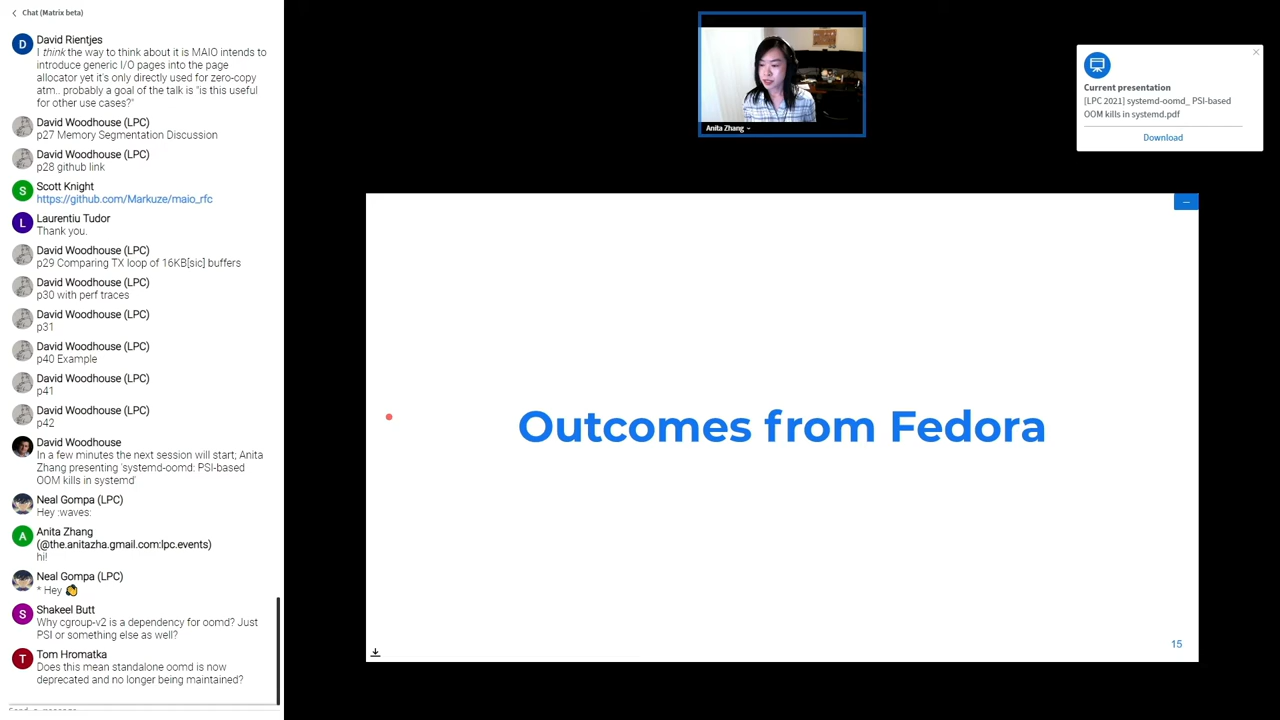 Chat (Matrix beta)
D
David Rientjes
I think the way to think about it is MAIO intends to
introduce generic I/O pages into the page
allocator yet it's only directly used for zero-copy
atm.. probably a goal of the talk is "is this useful
for other use cases?"
David Woodhouse (LPC)
p27 Memory Segmentation Discussion
David Woodhouse (LPC)
p28 github link
S
Scott Knight
https://github.com/Markuze/maio_rfc
L
Laurentiu Tudor
Thank you.
David Woodhouse (LPC)
p29 Comparing TX loop of 16KB[sic] buffers
David Woodhouse (LPC)
p30 with perf traces
David Woodhouse (LPC)
p31
David Woodhouse (LPC)
p40 Example
David Woodhouse (LPC)
p41
David Woodhouse (LPC)
p42
David Woodhouse
In a few minutes the next session will start; Anita
Zhang presenting 'systemd-oomd: PSI-based
OOM kills in systemd'
Neal Gompa (LPC)
Hey :waves:
A
Anita Zhang
(@the.anitazha.gmail.com:lpc.events)
hi!
Neal Gompa (LPC)
* Hey 👋
S
Shakeel Butt
Why cgroup-v2 is a dependency for oomd? Just
PSI or something else as well?
T
Tom Hromatka
Does this mean standalone oomd is now
deprecated and no longer being maintained?
Send a message
Anita Zhang
Current presentation
[LPC 2021] systemd-oomd_ PSI-based
OOM kills in systemd.pdf
Download
Outcomes from Fedora
15